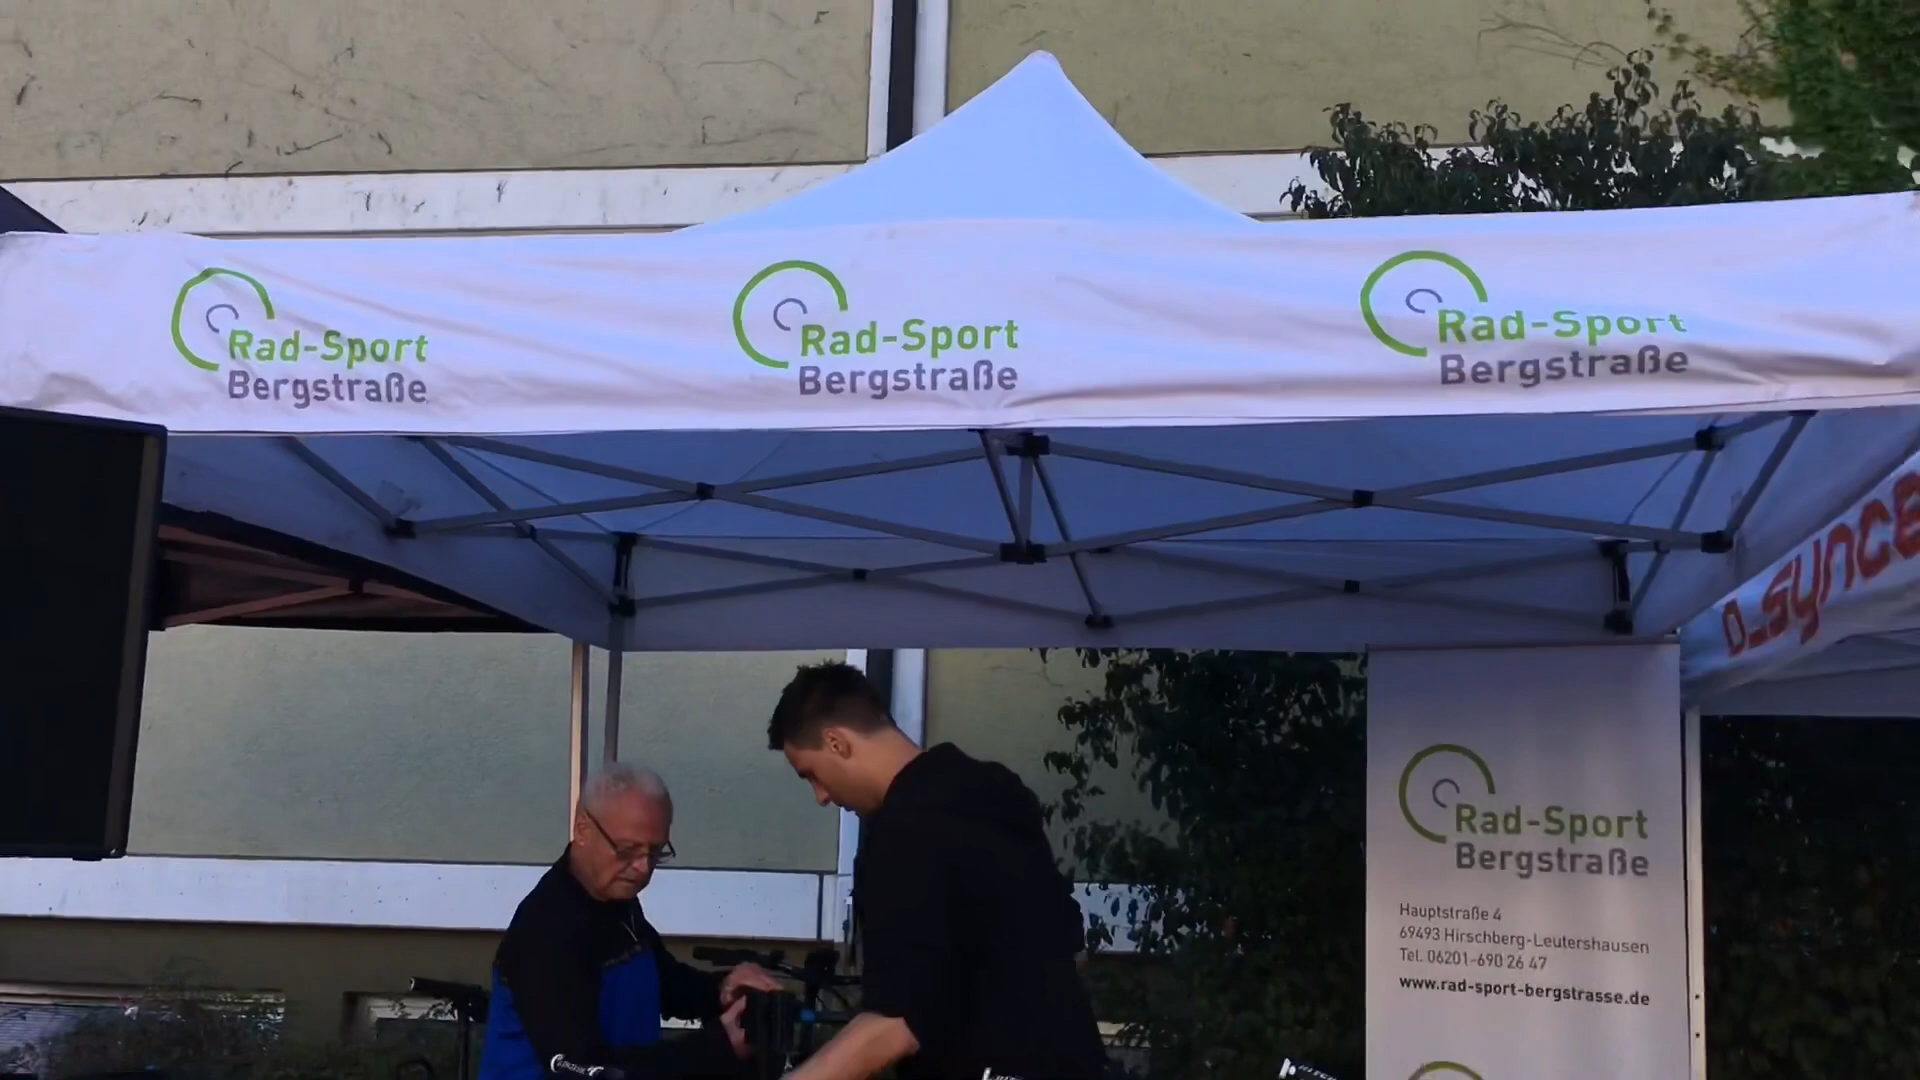 Rad-Sport
Bergstraße
Rad-Sport
Bergstraße
Rad-Sport
Bergstraße
D_synce
Rad-Sport
Bergstraße
Hauptstraße 4
69493 Hirschberg-Leutershausen
Tel. 06201-690 26 47
www.rad-sport-bergstrasse.de